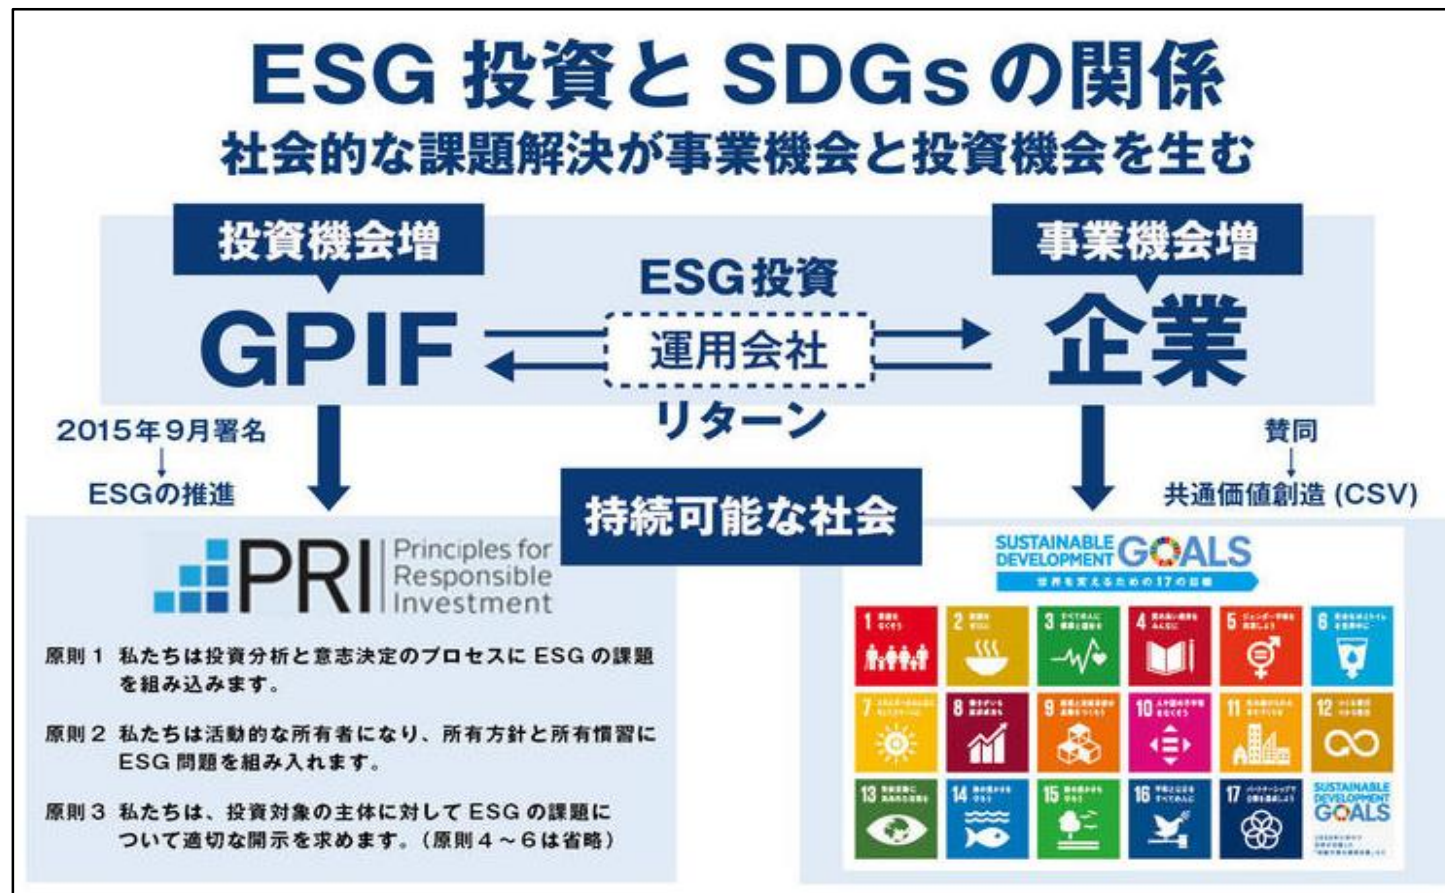 ESG 投資と SDGs の関係
社会的な課題解決が事業機会と投資機会を生む
投資機会増
事業機会増
ESG投資
GPIF
運用会社
企業
リターン
2015年9月署名
ESGの推進
賛同
共通価値創造 (CSV)
持続可能な社会
PRI
Principles for
Responsible
Investment
原則1 私たちは投資分析と意志決定のプロセスに ESG の課題
を組み込みます。
原則2 私たちは活動的な所有者になり、所有方針と所有慣習に
ESG 問題を組み入れます。
原則3 私たちは、投資対象の主体に対して ESG の課題に
ついて適切な開示を求めます。(原則4~6は省略)
SUSTAINABLE
DEVELOPMENT GOALS
世界を変えるための17の目標
1
2
3 すべての人に
4
5
6
7
8
9
10
11
12
13
14
15
16
17
SUSTAINABLE
DEVELOPMENT
GOALS